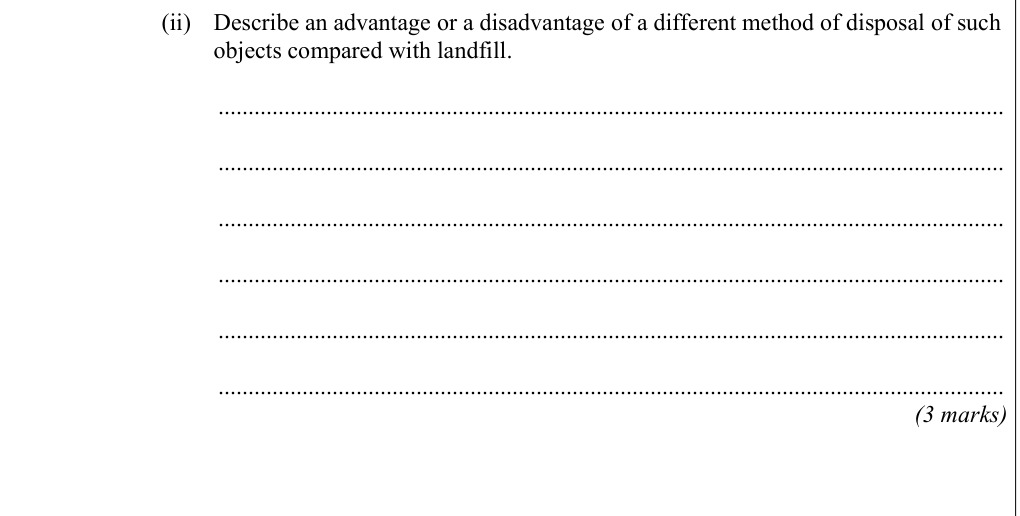 (ii) Describe an advantage or a disadvantage of a different method of disposal of such
objects compared with landfill.
(3 marks)